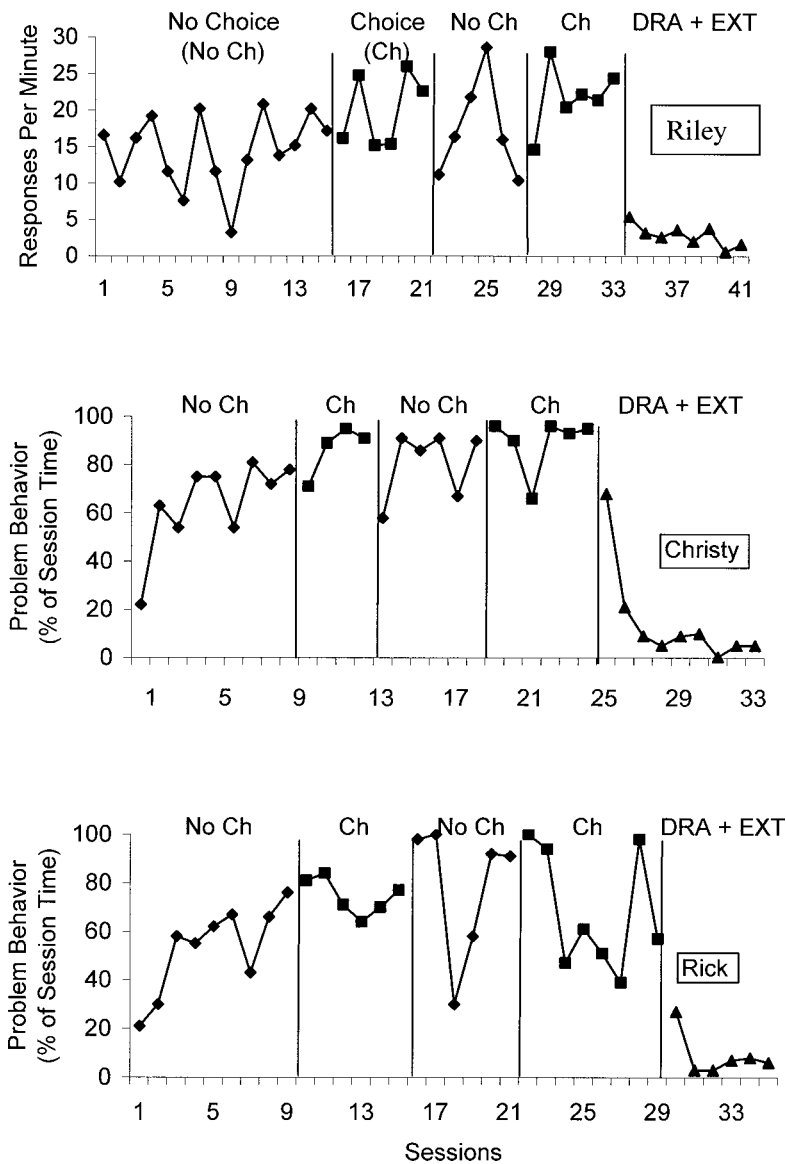 No Choice Choice No Ch Ch DRA + EXT
(No Ch) (Ch)
Responses Per Minute
30
25
20
15
10
5
0
Riley
1 5 9 13 17 21 25 29 33 37 41
No Ch Ch No Ch Ch DRA + EXT
Problem Behavior
(% of Session Time)
100
80
60
40
20
0
Christy
1 5 9 13 17 21 25 29 33
No Ch Ch No Ch Ch DRA + EXT
Problem Behavior
(% of Session Time)
100
80
60
40
20
0
Rick
1 5 9 13 17 21 25 29 33
Sessions